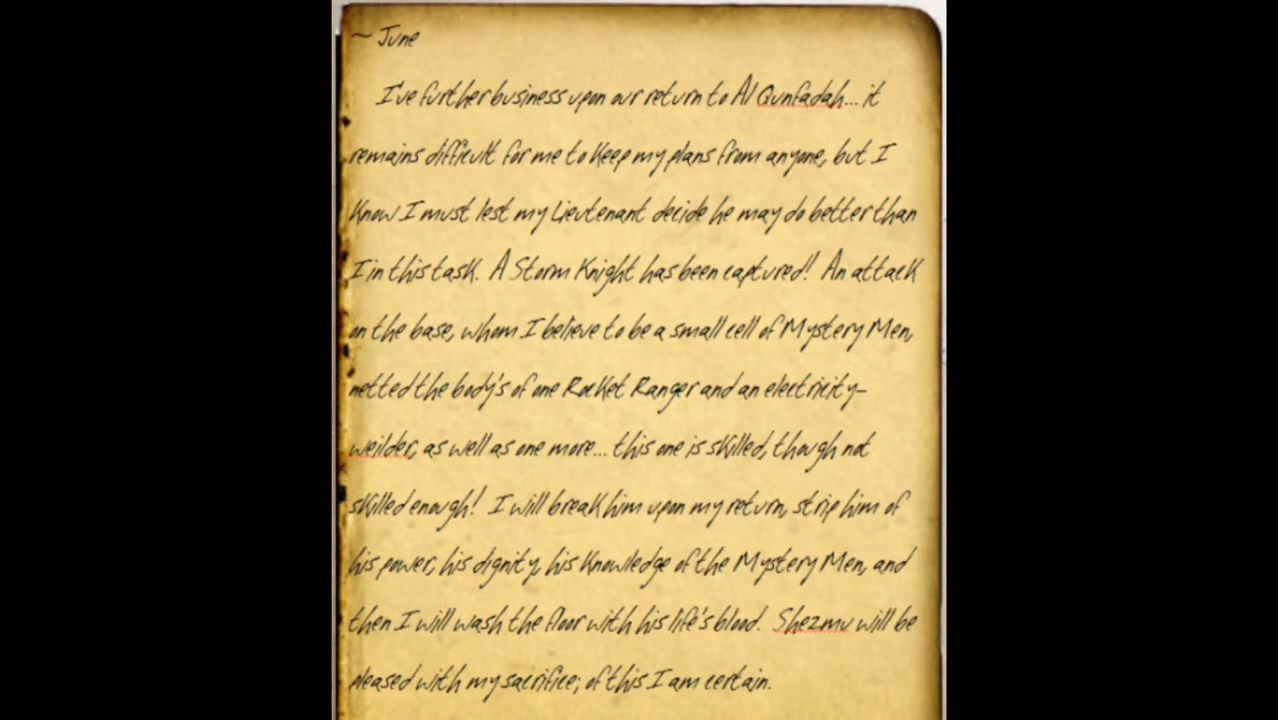 ~ June
I've further business upon our return to Al Qunfadah... it
remains difficult for me to keep my plans from anyone, but I
know I must lest my Lieutenant decide he may do better than
I in this task. A Storm Knight has been captured! An attack
on the base, whom I believe to be a small cell of Mystery Men,
netted the body's of one Rocket Ranger and an electricity-
weilder, as well as one more... this one is skilled, though not
skilled enough! I will break him upon my return, strip him of
his power, his dignity, his knowledge of the Mystery Men, and
then I will wash the floor with his life's blood. Shezmu will be
pleased with my sacrifice; of this I am certain.